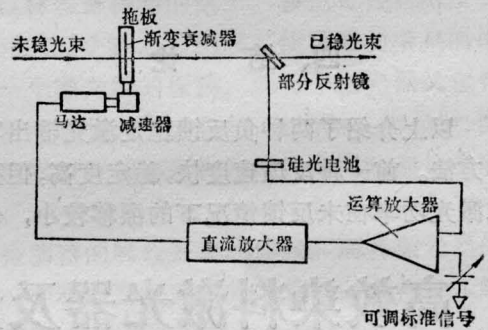 拖板
未稳光束
渐变衰减器
已稳光束
部分反射镜
马达
减速器
硅光电池
运算放大器
直流放大器
可调标准信号